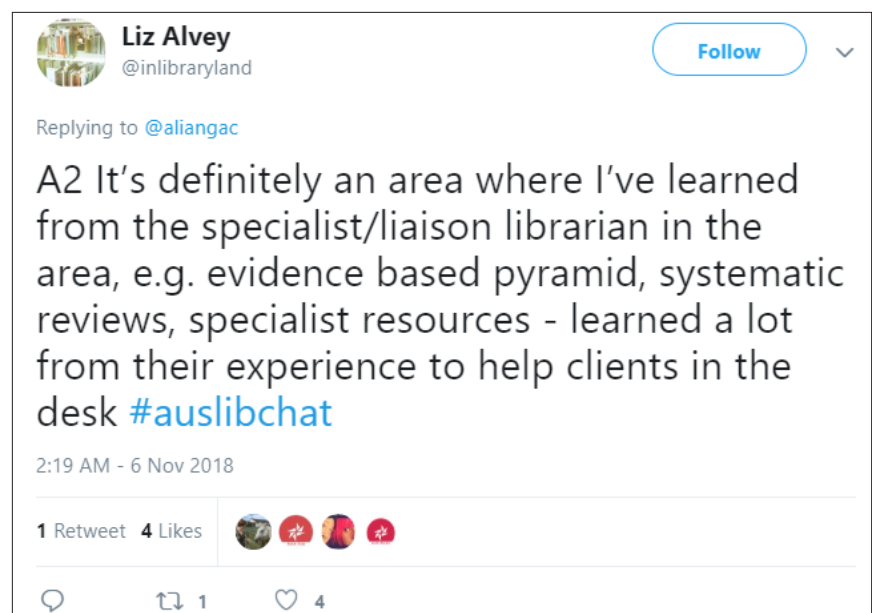 Liz Alvey
@inlibraryland
Follow
Replying to @aliangac
A2 It's definitely an area where I've learned
from the specialist/liaison librarian in the
area, e.g. evidence based pyramid, systematic
reviews, specialist resources - learned a lot
from their experience to help clients in the
desk #auslibchat
2:19 AM - 6 Nov 2018
1 Retweet 4 Likes
1 4